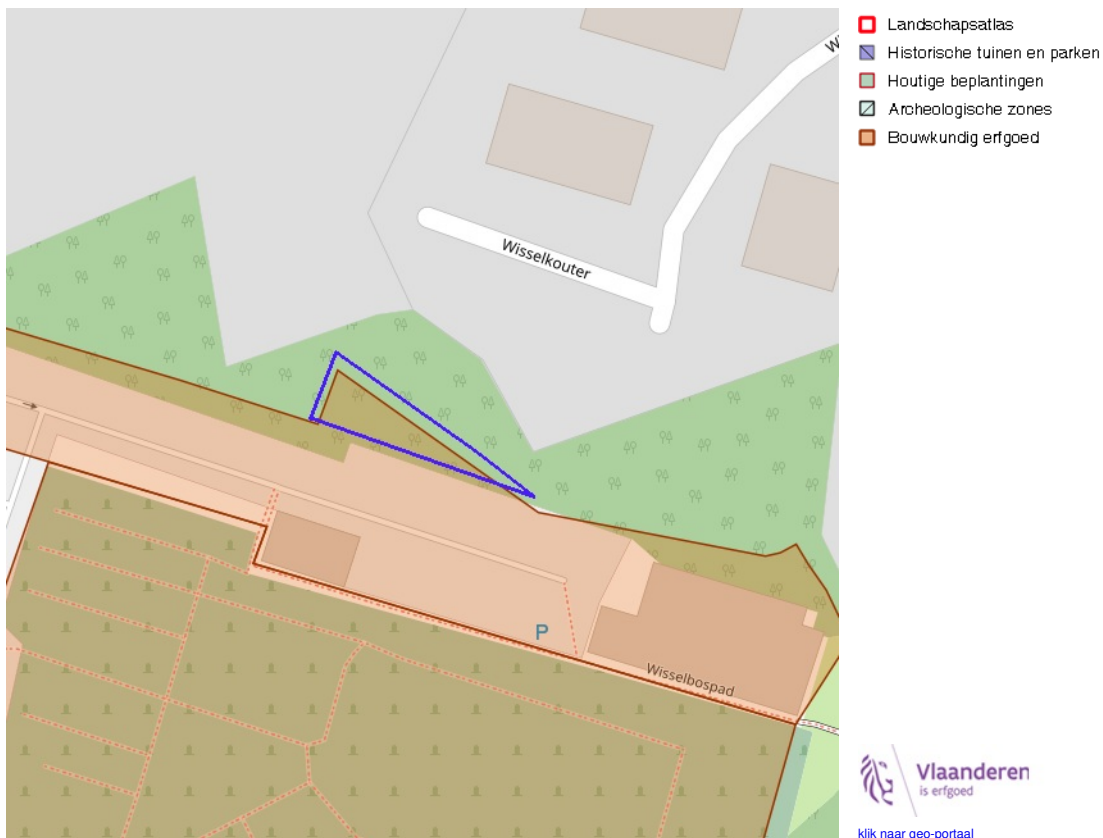 Landschapsatlas
Historische tuinen en parken
Houtige beplantingen
Archeologische zones
Bouwkundig erfgoed
Wi
Wisselkouter
P
Wisselbospad
Vlaanderen
is erfgoed
klik naar geo-portaal